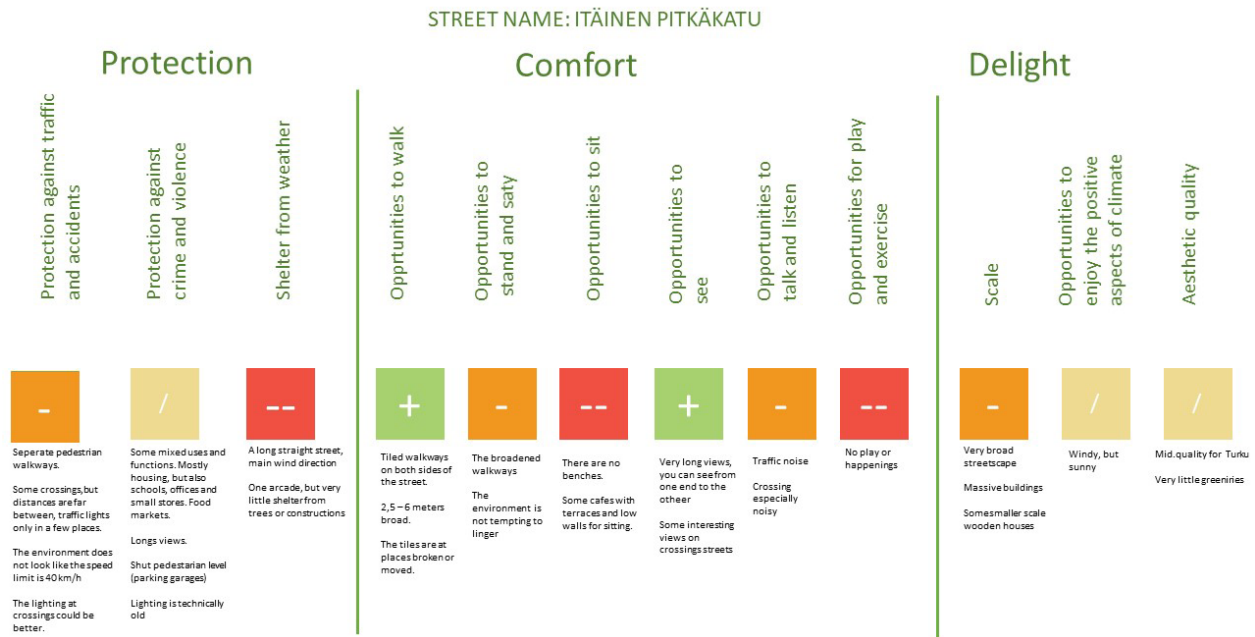 STREET NAME: ITÄINEN PITKÄKATU
Protection
Comfort
Delight
Protection against traffic
and accidents
Protection against
crime and violence
Shelter from weather
Opprtunities to walk
Opportunities to
stand and saty
Opportunities to sit
Opportunities to
see
Opportunities to
talk and listen
Opportunities for play
and exercise
Scale
Opportunities to
enjoy the positive
aspects of climate
Aesthetic quality
-
/
--
+
-
--
+
-
--
-
/
/
Seperate pedestrian
walkways.
Some crossings,but
distances are far
between, traffic lights
only in a few places.
The environment does
not look like the speed
limit is 40 km/h
The lighting at
crossings could be
better.
Some mixed uses and
functions. Mostly
housing, but also
schools, offices and
small stores. Food
markets.
Longs views.
Shut pedestarian level
(parking garages)
Lighting is technically
old
A long straight street,
main wind direction
One arcade, but very
little shelter from
trees or constructions
Tiled walkways
on both sides of
the street.
2,5 – 6 meters
broad.
The tiles are at
places broken or
moved.
The broadened
walkways
The
environment is
not tempting to
linger
There are no
benches.
Some cafes with
terraces and low
walls for sitting.
Very long views,
you can see from
one end to the
otheer
Some interesting
views on
crossings streets
Traffic noise
Crossing
especially
noisy
No play or
happenings
Very broad
streetscape
Massive buildings
Some smaller scale
wooden houses
Windy, but
sunny
Mid.quality for Turku
Very little greeniries